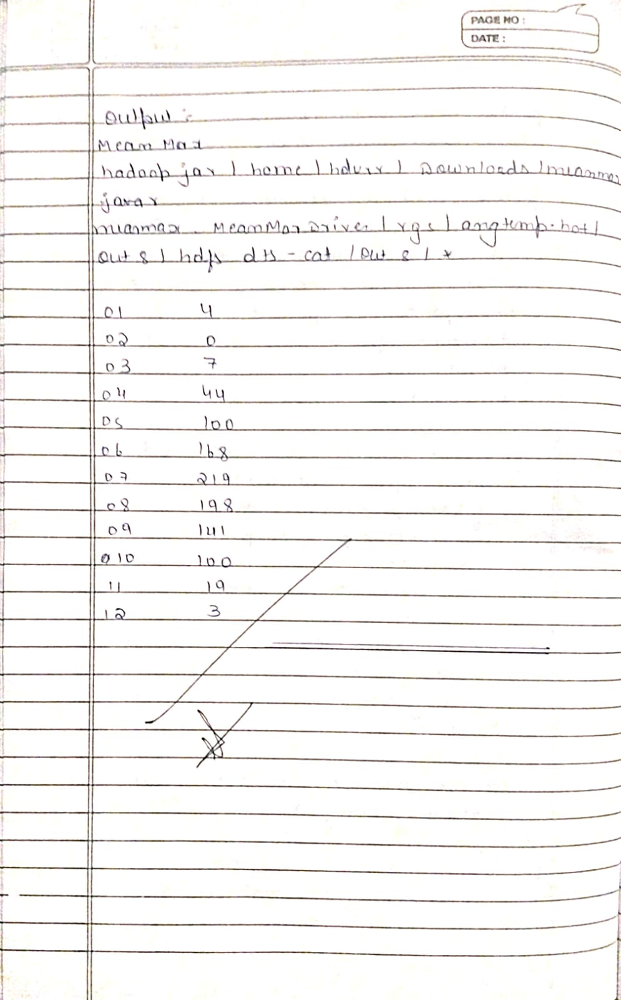 PAGE NO :
DATE :
Output :
Mean Max
hadoop jar / home / hduser / Downloads / meanmax
jarar
meanmax . MeanMaxDriver / rgs / avgtemp.hot /
out 8 / hdfs dfs - cat / out 8 / *
01 4
02 0
03 7
04 44
05 100
06 168
07 219
08 198
09 141
010 100
11 19
12 3